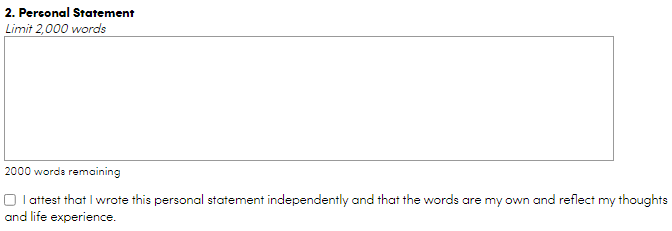 2. Personal Statement
Limit 2,000 words
2000 words remaining
I attest that I wrote this personal statement independently and that the words are my own and reflect my thoughts
and life experience.